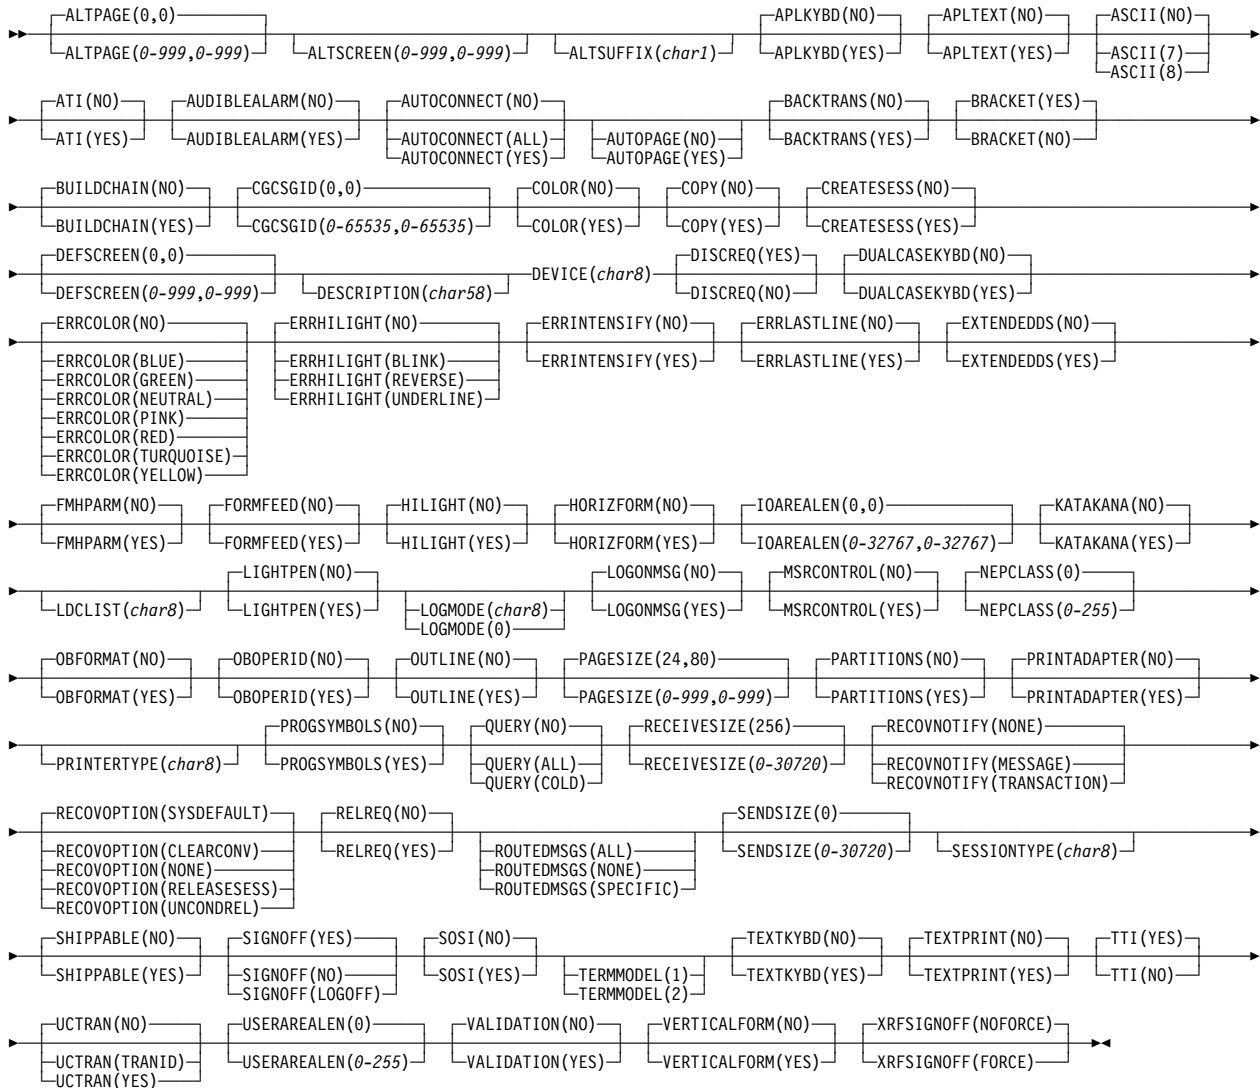 ALTPAGE(0,0) APLKYBD(NO) APLTEXT(NO) ASCII(NO)
ALTPAGE(0-999,0-999) ALTSCREEN(0-999,0-999) ALTSUFFIX(char1) APLKYBD(YES) APLTEXT(YES) ASCII(7)
ASCII(8)
ATI(NO) AUDIBLEALARM(NO) AUTOCONNECT(NO) BACKTRANS(NO) BRACKET(YES)
ATI(YES) AUDIBLEALARM(YES) AUTOCONNECT(ALL) AUTOPAGE(NO) BACKTRANS(YES) BRACKET(NO)
AUTOCONNECT(YES) AUTOPAGE(YES)
BUILDCHAIN(NO) CGCSGID(0,0) COLOR(NO) COPY(NO) CREATESESS(NO)
BUILDCHAIN(YES) CGCSGID(0-65535,0-65535) COLOR(YES) COPY(YES) CREATESESS(YES)
DEFSCREEN(0,0) DEVICE(char8) DISCREQ(YES) DUALCASEKYBD(NO)
DEFSCREEN(0-999,0-999) DESCRIPTION(char58) DISCREQ(NO) DUALCASEKYBD(YES)
ERRCOLOR(NO) ERRHILIGHT(NO) ERRINTENSIFY(NO) ERRLASTLINE(NO) EXTENDEDDS(NO)
ERRCOLOR(BLUE) ERRHILIGHT(BLINK) ERRINTENSIFY(YES) ERRLASTLINE(YES) EXTENDEDDS(YES)
ERRCOLOR(GREEN) ERRHILIGHT(REVERSE)
ERRCOLOR(NEUTRAL) ERRHILIGHT(UNDERLINE)
ERRCOLOR(PINK)
ERRCOLOR(RED)
ERRCOLOR(TURQUOISE)
ERRCOLOR(YELLOW)
FMHPARM(NO) FORMFEED(NO) HILIGHT(NO) HORIZFORM(NO) IOAREALEN(0,0) KATAKANA(NO)
FMHPARM(YES) FORMFEED(YES) HILIGHT(YES) HORIZFORM(YES) IOAREALEN(0-32767,0-32767) KATAKANA(YES)
LIGHTPEN(NO) LOGONMSG(NO) MSRCONTROL(NO) NEPCLASS(0)
LDCLIST(char8) LIGHTPEN(YES) LOGMODE(char8) LOGONMSG(YES) MSRCONTROL(YES) NEPCLASS(0-255)
LOGMODE(0)
OBFORMAT(NO) OBOPERID(NO) OUTLINE(NO) PAGESIZE(24,80) PARTITIONS(NO) PRINTADAPTER(NO)
OBFORMAT(YES) OBOPERID(YES) OUTLINE(YES) PAGESIZE(0-999,0-999) PARTITIONS(YES) PRINTADAPTER(YES)
PROGSYMBOLS(NO) QUERY(NO) RECEIVESIZE(256) RECOVNOTIFY(NONE)
PRINTERTYPE(char8) PROGSYMBOLS(YES) QUERY(ALL) RECEIVESIZE(0-30720) RECOVNOTIFY(MESSAGE)
QUERY(COLD) RECOVNOTIFY(TRANSACTION)
RECOVOPTION(SYSDEFAULT) RELREQ(NO) SENDSIZE(0)
RECOVOPTION(CLEARCONV) RELREQ(YES) ROUTEDMSGS(ALL) SENDSIZE(0-30720) SESSIONTYPE(char8)
RECOVOPTION(NONE) ROUTEDMSGS(NONE)
RECOVOPTION(RELEASESESS) ROUTEDMSGS(SPECIFIC)
RECOVOPTION(UNCONDREL)
SHIPPABLE(NO) SIGNOFF(YES) SOSI(NO) TEXTKYBD(NO) TEXTPRINT(NO) TTI(YES)
SHIPPABLE(YES) SIGNOFF(NO) SOSI(YES) TERMMODEL(1) TEXTKYBD(YES) TEXTPRINT(YES) TTI(NO)
SIGNOFF(LOGOFF) TERMMODEL(2)
UCTRAN(NO) USERAREALEN(0) VALIDATION(NO) VERTICALFORM(NO) XRFSIGNOFF(NOFORCE)
UCTRAN(TRANID) USERAREALEN(0-255) VALIDATION(YES) VERTICALFORM(YES) XRFSIGNOFF(FORCE)
UCTRAN(YES)